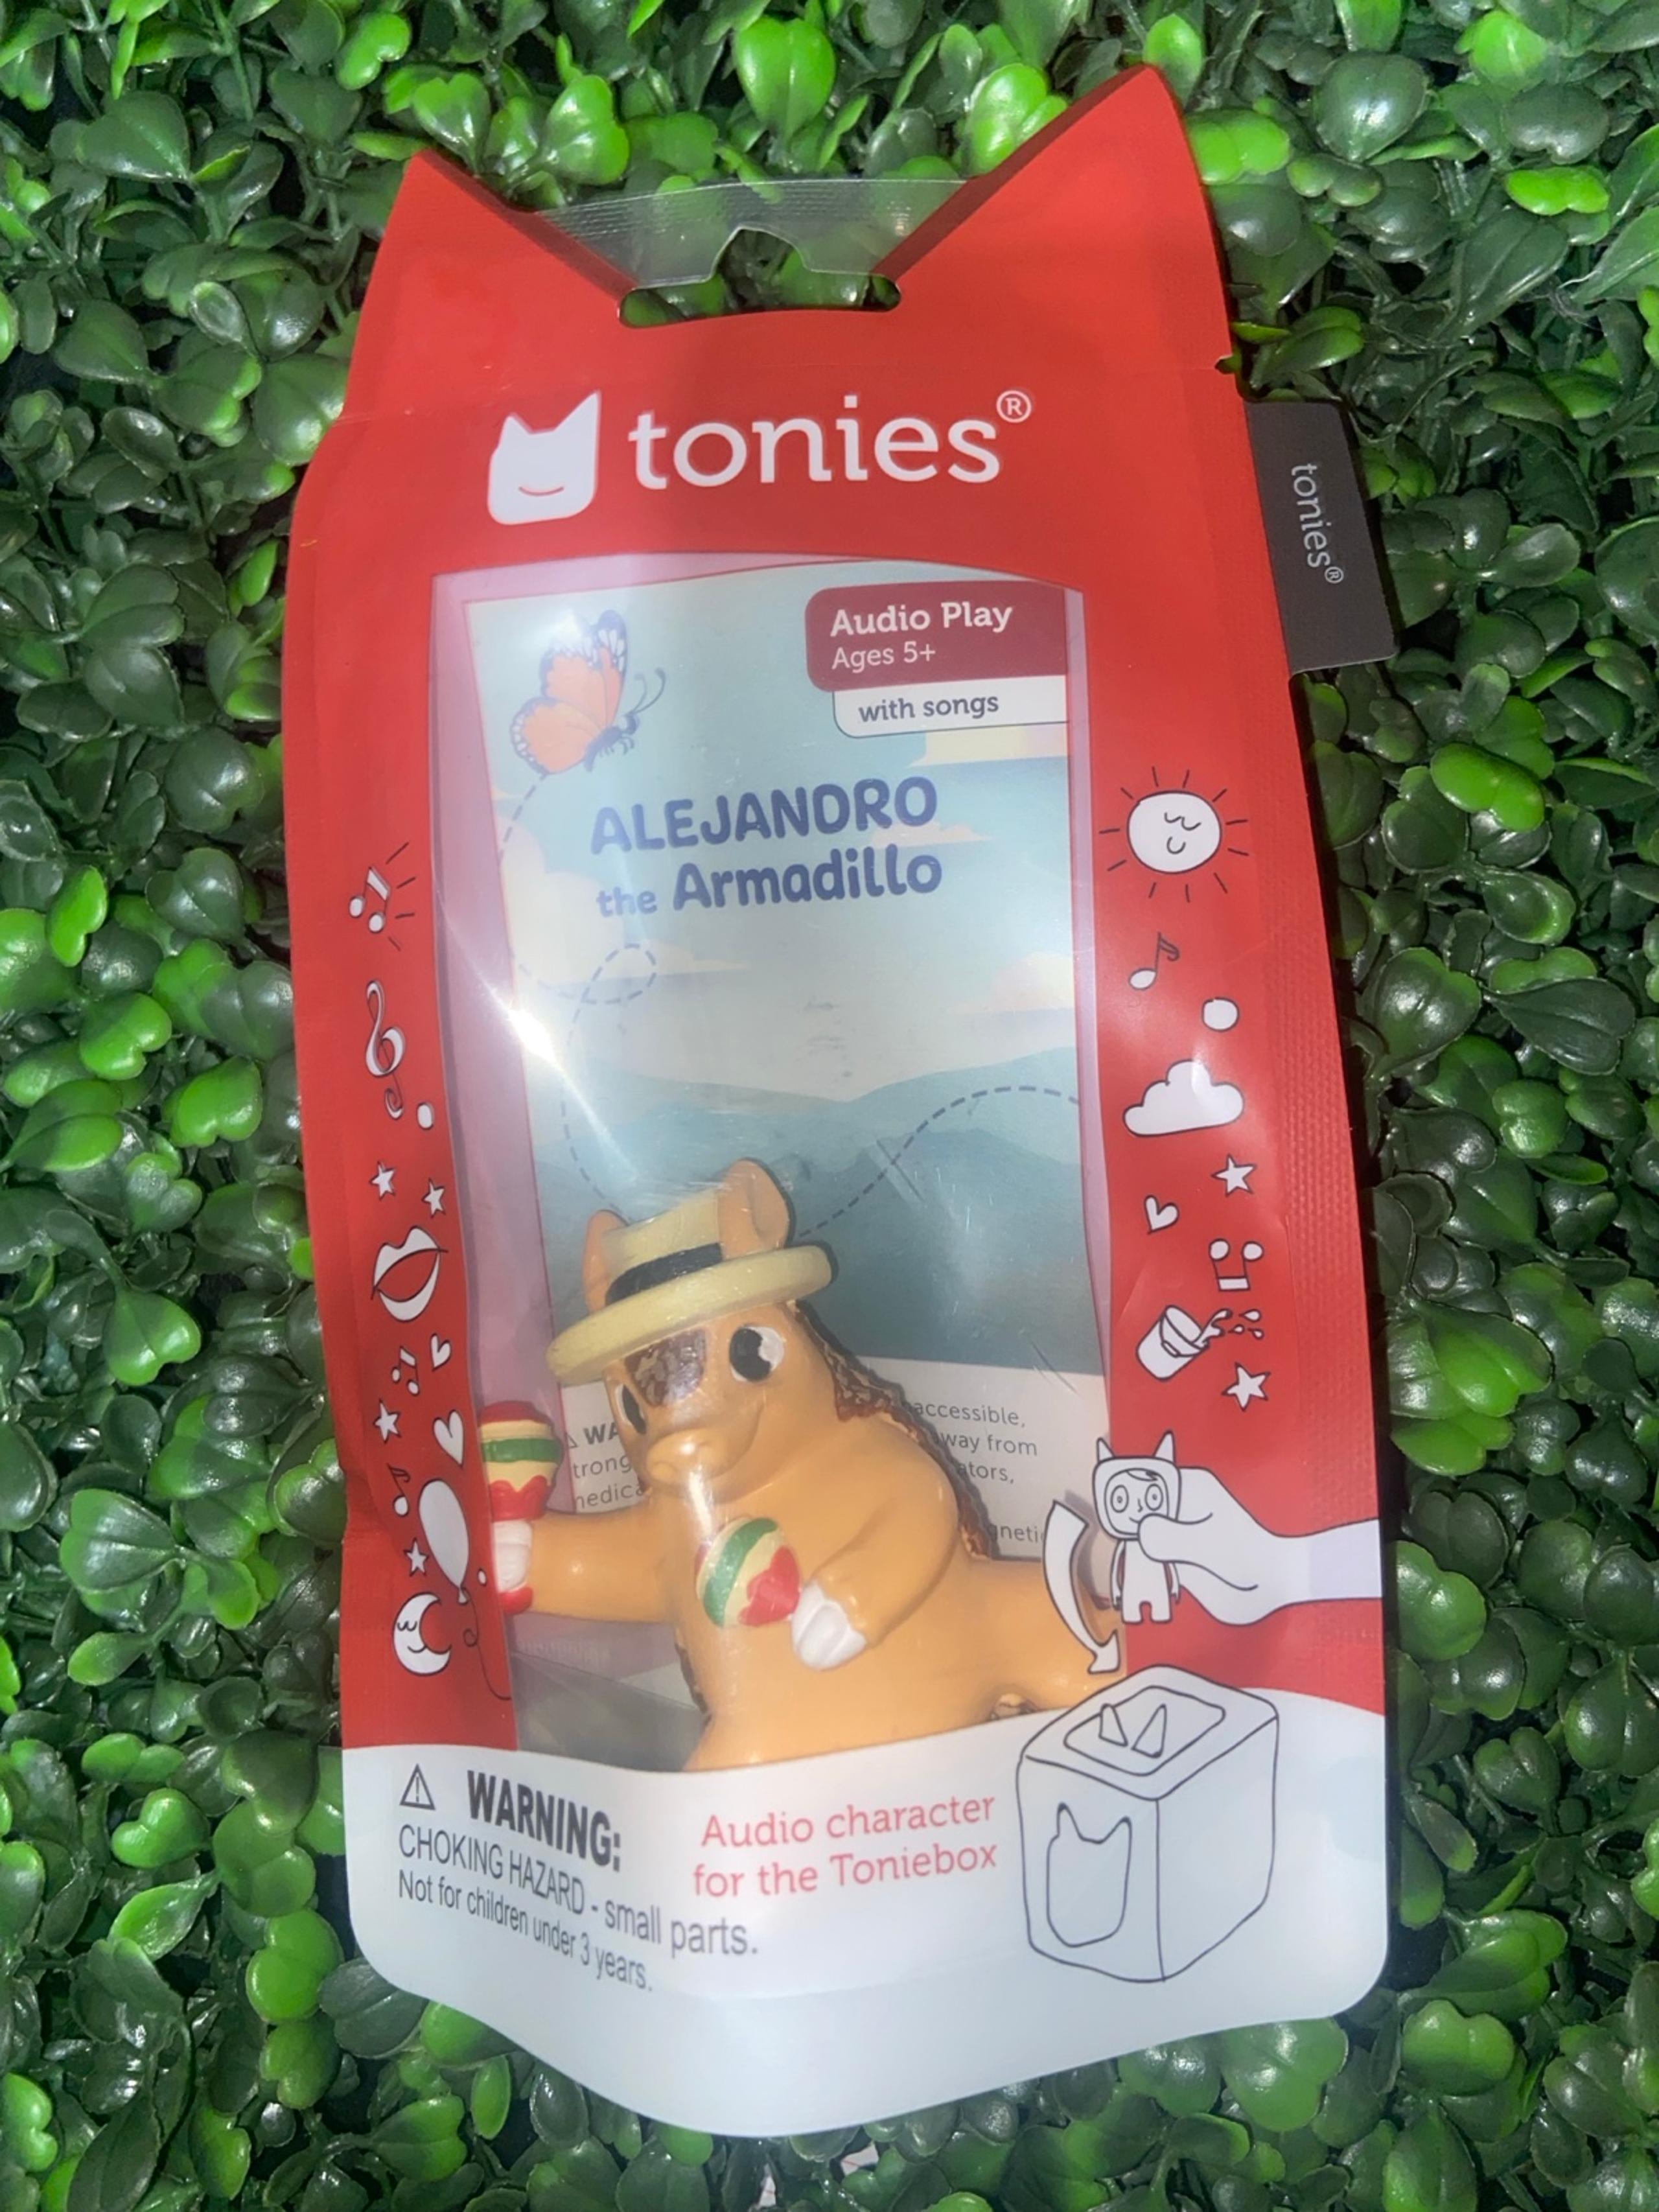 tonies®
tonies®
Audio Play
Ages 5+
with songs
ALEJANDRO
the Armadillo
accessible,
way from
WARNING:
CHOKING HAZARD - small parts.
Not for children under 3 years.
Audio character
for the Toniebox